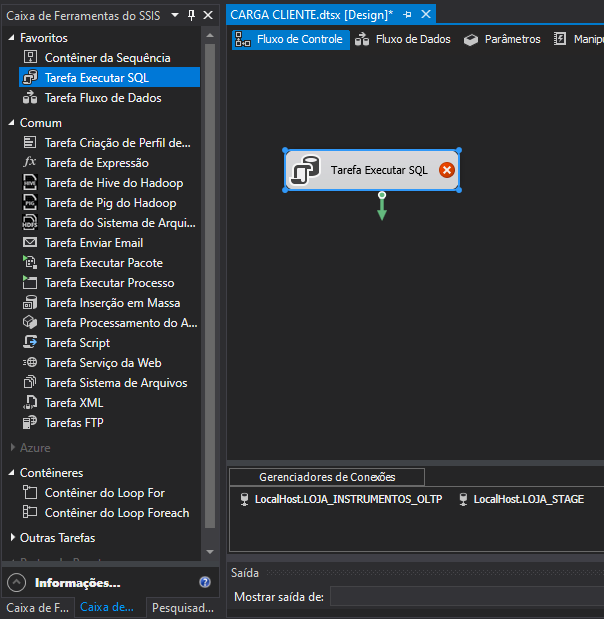 Caixa de Ferramentas do SSIS
Favoritos
Contêiner da Sequência
Tarefa Executar SQL
Tarefa Fluxo de Dados
Comum
Tarefa Criação de Perfil de...
Tarefa de Expressão
Tarefa de Hive do Hadoop
Tarefa de Pig do Hadoop
Tarefa do Sistema de Arqui...
Tarefa Enviar Email
Tarefa Executar Pacote
Tarefa Executar Processo
Tarefa Inserção em Massa
Tarefa Processamento do A...
Tarefa Script
Tarefa Serviço da Web
Tarefa Sistema de Arquivos
Tarefa XML
Tarefas FTP
Azure
Contêineres
Contêiner do Loop For
Contêiner do Loop Foreach
Outras Tarefas
Informações...
Caixa de F...
Caixa de...
Pesquisad...
CARGA CLIENTE.dtsx [Design]*
Fluxo de Controle
Fluxo de Dados
Parâmetros
Manip
Tarefa Executar SQL
Gerenciadores de Conexões
LocalHost.LOJA_INSTRUMENTOS_OLTP
LocalHost.LOJA_STAGE
Saída
Mostrar saída de: